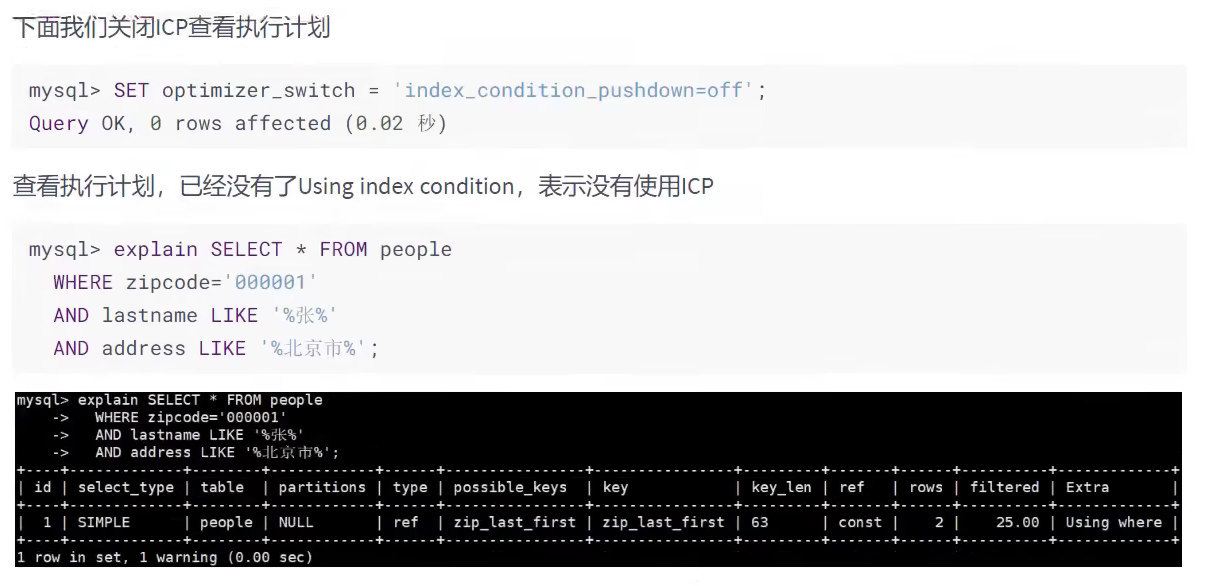 下面我们关闭ICP查看执行计划
mysql> SET optimizer_switch = 'index_condition_pushdown=off';
Query OK, 0 rows affected (0.02 秒)
查看执行计划，已经没有了Using index condition，表示没有使用ICP
mysql> explain SELECT * FROM people
  WHERE zipcode='000001'
  AND lastname LIKE '%张%'
  AND address LIKE '%北京市%';
mysql> explain SELECT * FROM people
    ->   WHERE zipcode='000001'
    ->   AND lastname LIKE '%张%'
    ->   AND address LIKE '%北京市%';
+----+-------------+--------+------------+------+----------------+----------------+---------+-------+------+----------+-------------+
| id | select_type | table  | partitions | type | possible_keys  | key            | key_len | ref   | rows | filtered | Extra       |
+----+-------------+--------+------------+------+----------------+----------------+---------+-------+------+----------+-------------+
|  1 | SIMPLE      | people | NULL       | ref  | zip_last_first | zip_last_first | 63      | const |    2 |    25.00 | Using where |
+----+-------------+--------+------------+------+----------------+----------------+---------+-------+------+----------+-------------+
1 row in set, 1 warning (0.00 sec)